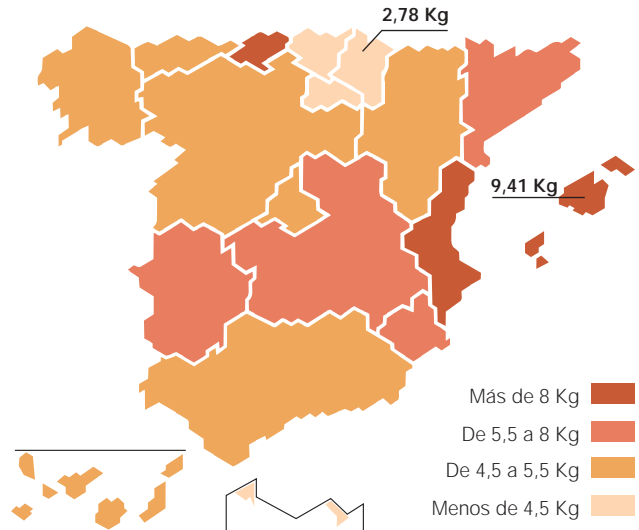 2,78 Kg
9,41 Kg
Más de 8 Kg
De 5,5 a 8 Kg
De 4,5 a 5,5 Kg
Menos de 4,5 Kg